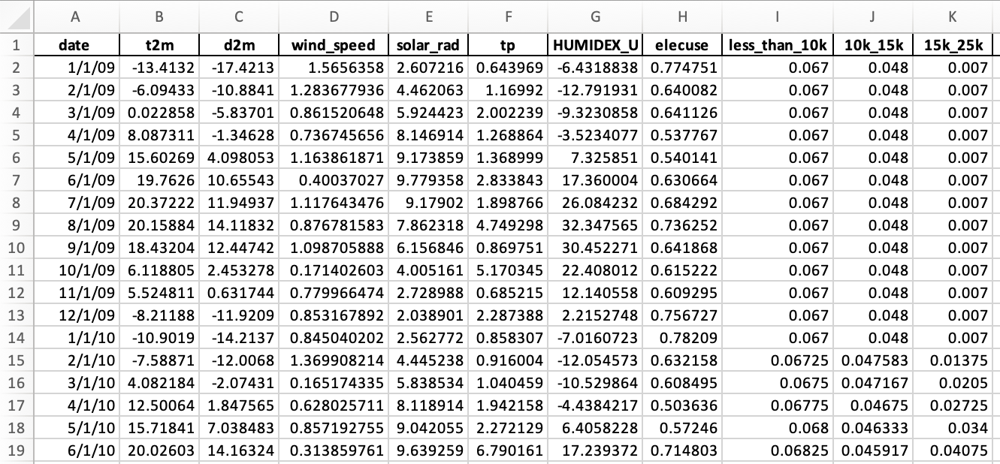 A B C D E F G H I J K
1 date t2m d2m wind_speed solar_rad tp HUMIDEX_U elecuse less_than_10k 10k_15k 15k_25k
2 1/1/09 -13.4132 -17.4213 1.5656358 2.607216 0.643969 -6.4318838 0.774751 0.067 0.048 0.007
3 2/1/09 -6.09433 -10.8841 1.283677936 4.462063 1.16992 -12.791931 0.640082 0.067 0.048 0.007
4 3/1/09 0.022858 -5.83701 0.861520648 5.924423 2.002239 -9.3230858 0.641126 0.067 0.048 0.007
5 4/1/09 8.087311 -1.34628 0.736745656 8.146914 1.268864 -3.5234077 0.537767 0.067 0.048 0.007
6 5/1/09 15.60269 4.098053 1.163861871 9.173859 1.368999 7.325851 0.540141 0.067 0.048 0.007
7 6/1/09 19.7626 10.65543 0.40037027 9.779358 2.833843 17.360004 0.630664 0.067 0.048 0.007
8 7/1/09 20.37222 11.94937 1.117643476 9.17902 1.898766 26.084232 0.684292 0.067 0.048 0.007
9 8/1/09 20.15884 14.11832 0.876781583 7.862318 4.749298 32.347565 0.736252 0.067 0.048 0.007
10 9/1/09 18.43204 12.44742 1.098705888 6.156846 0.869751 30.452271 0.641868 0.067 0.048 0.007
11 10/1/09 6.118805 2.453278 0.171402603 4.005161 5.170345 22.408012 0.615222 0.067 0.048 0.007
12 11/1/09 5.524811 0.631744 0.779966474 2.728988 0.685215 12.140558 0.609295 0.067 0.048 0.007
13 12/1/09 -8.21188 -11.9209 0.853167892 2.038901 2.287388 2.2152748 0.756727 0.067 0.048 0.007
14 1/1/10 -10.9019 -14.2137 0.845040202 2.562772 0.858307 -7.0160723 0.78209 0.067 0.048 0.007
15 2/1/10 -7.58871 -12.0068 1.369908214 4.445238 0.916004 -12.054573 0.632158 0.06725 0.047583 0.01375
16 3/1/10 4.082184 -2.07431 0.165174335 5.838534 1.040459 -10.529864 0.608495 0.0675 0.047167 0.0205
17 4/1/10 12.50064 1.847565 0.628025711 8.118914 1.942158 -4.4384217 0.503636 0.06775 0.04675 0.02725
18 5/1/10 15.71841 7.038483 0.857192755 9.042055 2.272129 6.4058228 0.57246 0.068 0.046333 0.034
19 6/1/10 20.02603 14.16324 0.313859761 9.639259 6.790161 17.239372 0.714803 0.06825 0.045917 0.04075